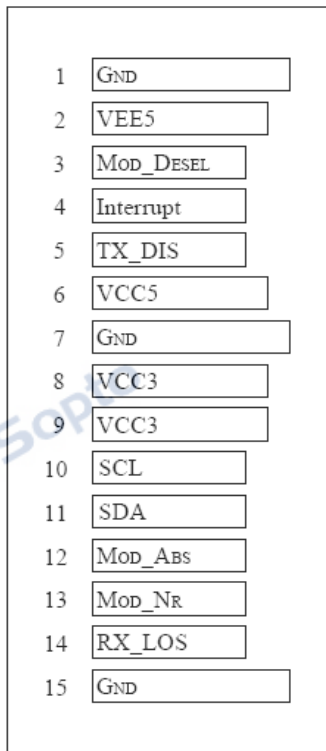 1 GND
2 VEE5
3 MOD_DESEL
4 Interrupt
5 TX_DIS
6 VCC5
7 GND
8 VCC3
9 VCC3
10 SCL
11 SDA
12 MOD_ABS
13 MOD_NR
14 RX_LOS
15 GND
Sopto